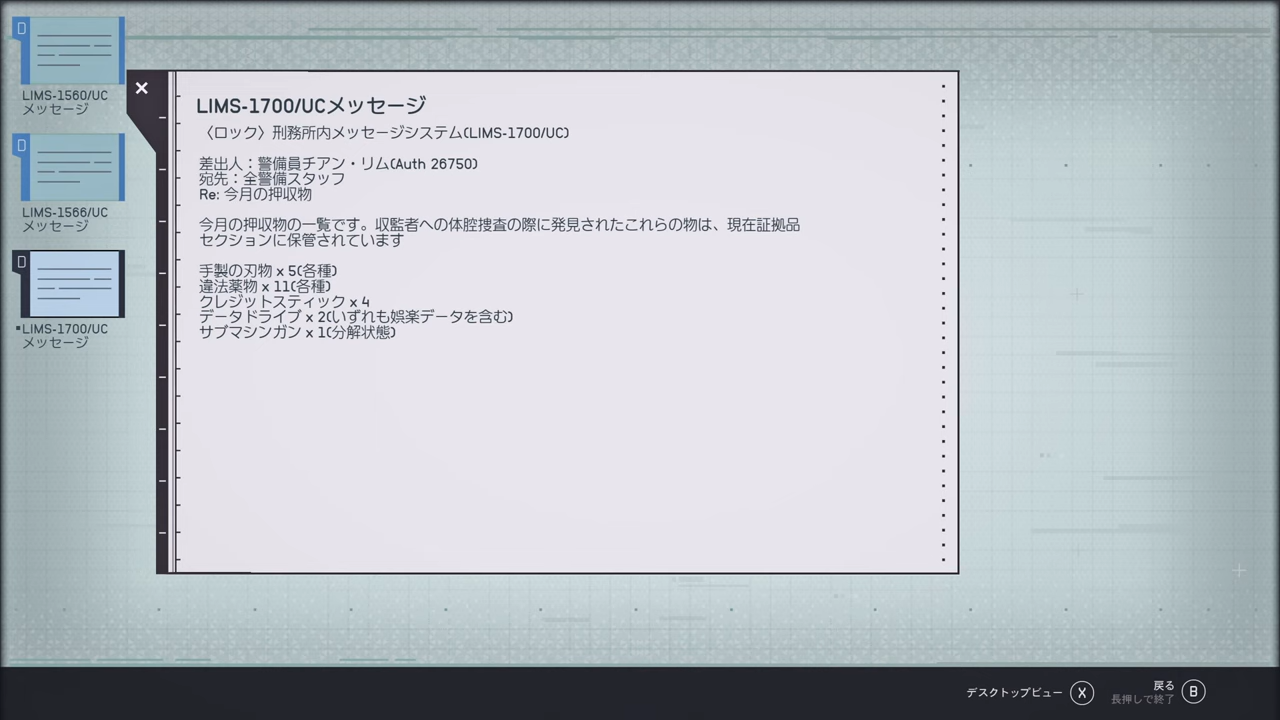 LIMS-1560/UC
メッセージ
LIMS-1566/UC
メッセージ
LIMS-1700/UC
メッセージ
LIMS-1700/UCメッセージ
〈ロック〉刑務所内メッセージシステム(LIMS-1700/UC)
差出人：警備員チアン・リム(Auth 26750)
宛先：全警備スタッフ
Re: 今月の押収物
今月の押収物の一覧です。収監者への体腔捜査の際に発見されたこれらの物は、現在証拠品
セクションに保管されています
手製の刃物 x 5(各種)
違法薬物 x 11(各種)
クレジットスティック x 4
データドライブ x 2(いずれも娯楽データを含む)
サブマシンガン x 1(分解状態)
デスクトップビュー X
戻る B
長押しで終了